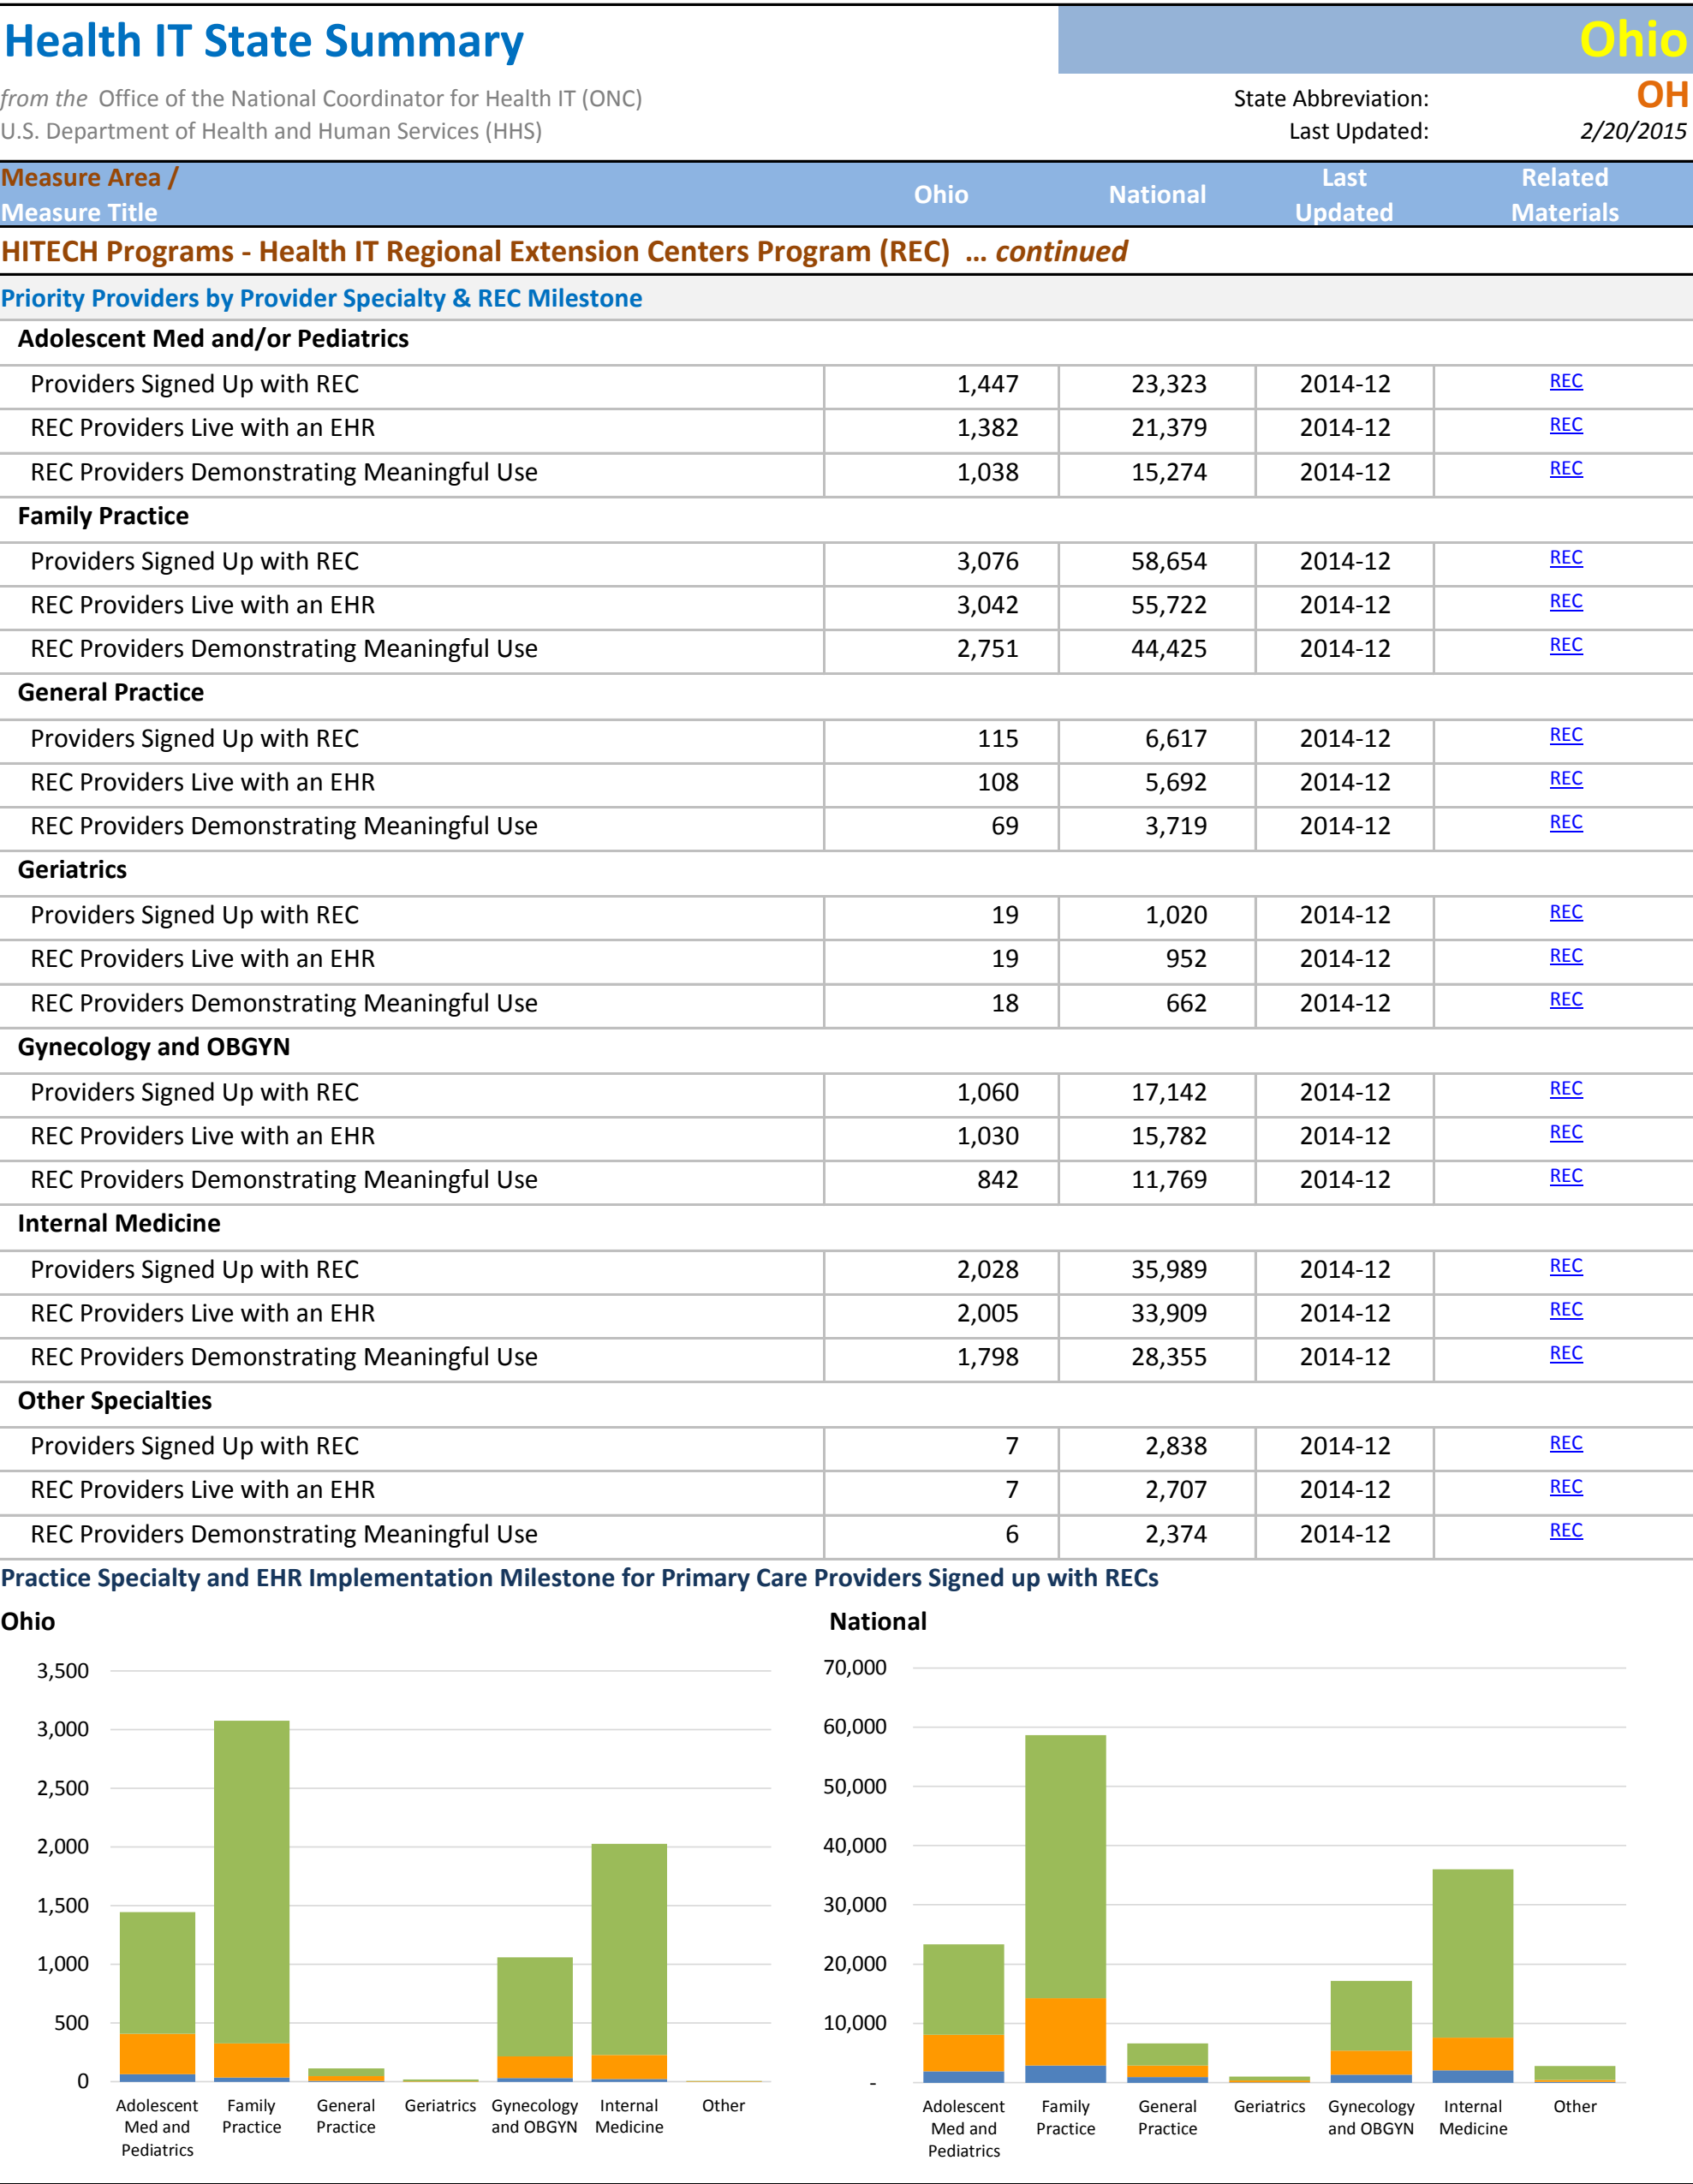 Health IT State Summary
Ohio
from the Office of the National Coordinator for Health IT (ONC)
State Abbreviation: OH
U.S. Department of Health and Human Services (HHS)
Last Updated: 2/20/2015
Measure Area /
Measure Title
Ohio
National
Last
Updated
Related
Materials
HITECH Programs - Health IT Regional Extension Centers Program (REC) ... continued
Priority Providers by Provider Specialty & REC Milestone
Adolescent Med and/or Pediatrics
Providers Signed Up with REC 1,447 23,323 2014-12 REC
REC Providers Live with an EHR 1,382 21,379 2014-12 REC
REC Providers Demonstrating Meaningful Use 1,038 15,274 2014-12 REC
Family Practice
Providers Signed Up with REC 3,076 58,654 2014-12 REC
REC Providers Live with an EHR 3,042 55,722 2014-12 REC
REC Providers Demonstrating Meaningful Use 2,751 44,425 2014-12 REC
General Practice
Providers Signed Up with REC 115 6,617 2014-12 REC
REC Providers Live with an EHR 108 5,692 2014-12 REC
REC Providers Demonstrating Meaningful Use 69 3,719 2014-12 REC
Geriatrics
Providers Signed Up with REC 19 1,020 2014-12 REC
REC Providers Live with an EHR 19 952 2014-12 REC
REC Providers Demonstrating Meaningful Use 18 662 2014-12 REC
Gynecology and OBGYN
Providers Signed Up with REC 1,060 17,142 2014-12 REC
REC Providers Live with an EHR 1,030 15,782 2014-12 REC
REC Providers Demonstrating Meaningful Use 842 11,769 2014-12 REC
Internal Medicine
Providers Signed Up with REC 2,028 35,989 2014-12 REC
REC Providers Live with an EHR 2,005 33,909 2014-12 REC
REC Providers Demonstrating Meaningful Use 1,798 28,355 2014-12 REC
Other Specialties
Providers Signed Up with REC 7 2,838 2014-12 REC
REC Providers Live with an EHR 7 2,707 2014-12 REC
REC Providers Demonstrating Meaningful Use 6 2,374 2014-12 REC
Practice Specialty and EHR Implementation Milestone for Primary Care Providers Signed up with RECs
Ohio
3,500
3,000
2,500
2,000
1,500
1,000
500
0
Adolescent
Med and
Pediatrics
Family
Practice
General
Practice
Geriatrics
Gynecology
and OBGYN
Internal
Medicine
Other
National
70,000
60,000
50,000
40,000
30,000
20,000
10,000
-
Adolescent
Med and
Pediatrics
Family
Practice
General
Practice
Geriatrics
Gynecology
and OBGYN
Internal
Medicine
Other